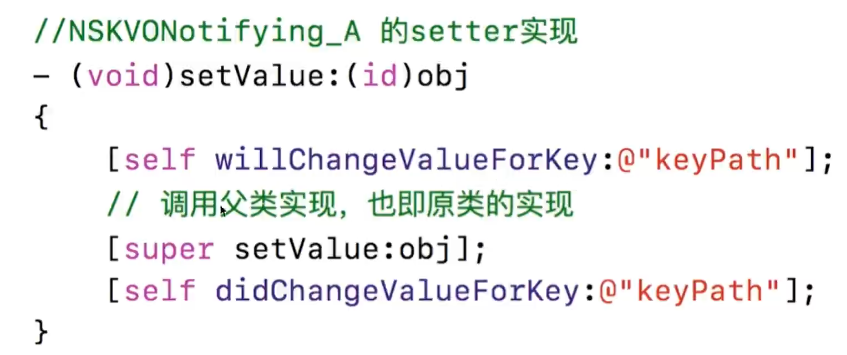 //NSKVONotifying_A 的setter实现
- (void)setValue:(id)obj
{
[self willChangeValueForKey:@"keyPath"];
// 调用父类实现，也即原类的实现
[super setValue:obj];
[self didChangeValueForKey:@"keyPath"];
}